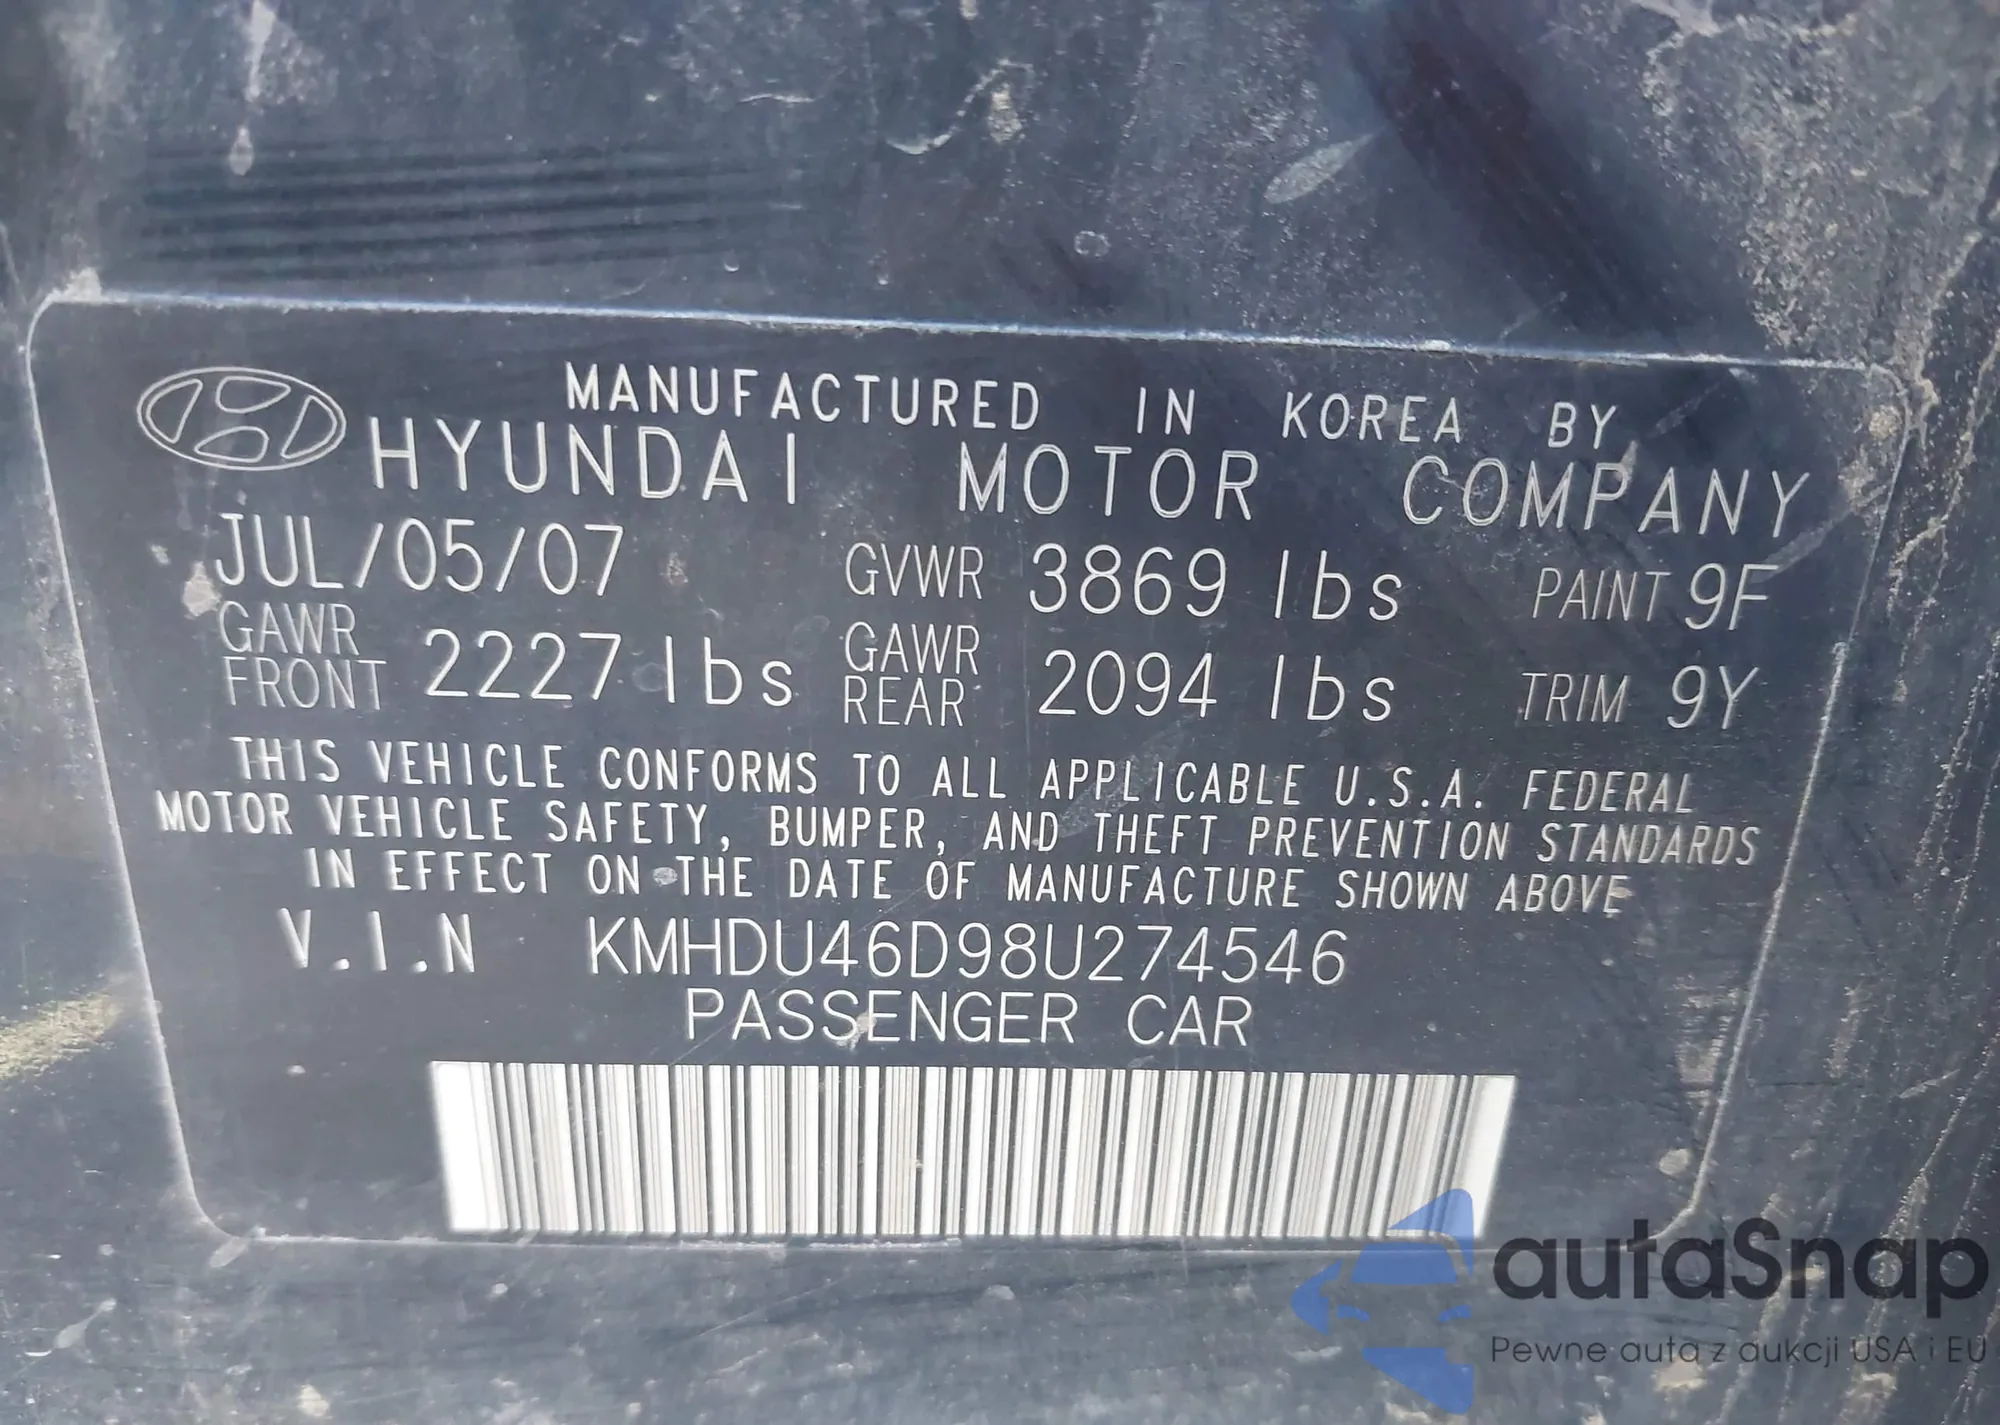 MANUFACTURED IN KOREA BY
HYUNDAI MOTOR COMPANY
JUL/05/07 GVWR 3869 lbs PAINT 9F
GAWR FRONT 2227 lbs GAWR REAR 2094 lbs TRIM 9Y
THIS VEHICLE CONFORMS TO ALL APPLICABLE U.S.A. FEDERAL
MOTOR VEHICLE SAFETY, BUMPER, AND THEFT PREVENTION STANDARDS
IN EFFECT ON THE DATE OF MANUFACTURE SHOWN ABOVE
V.I.N KMHDU46D98U274546
PASSENGER CAR
autaSnap
Pewne auta z aukcji USA i EU